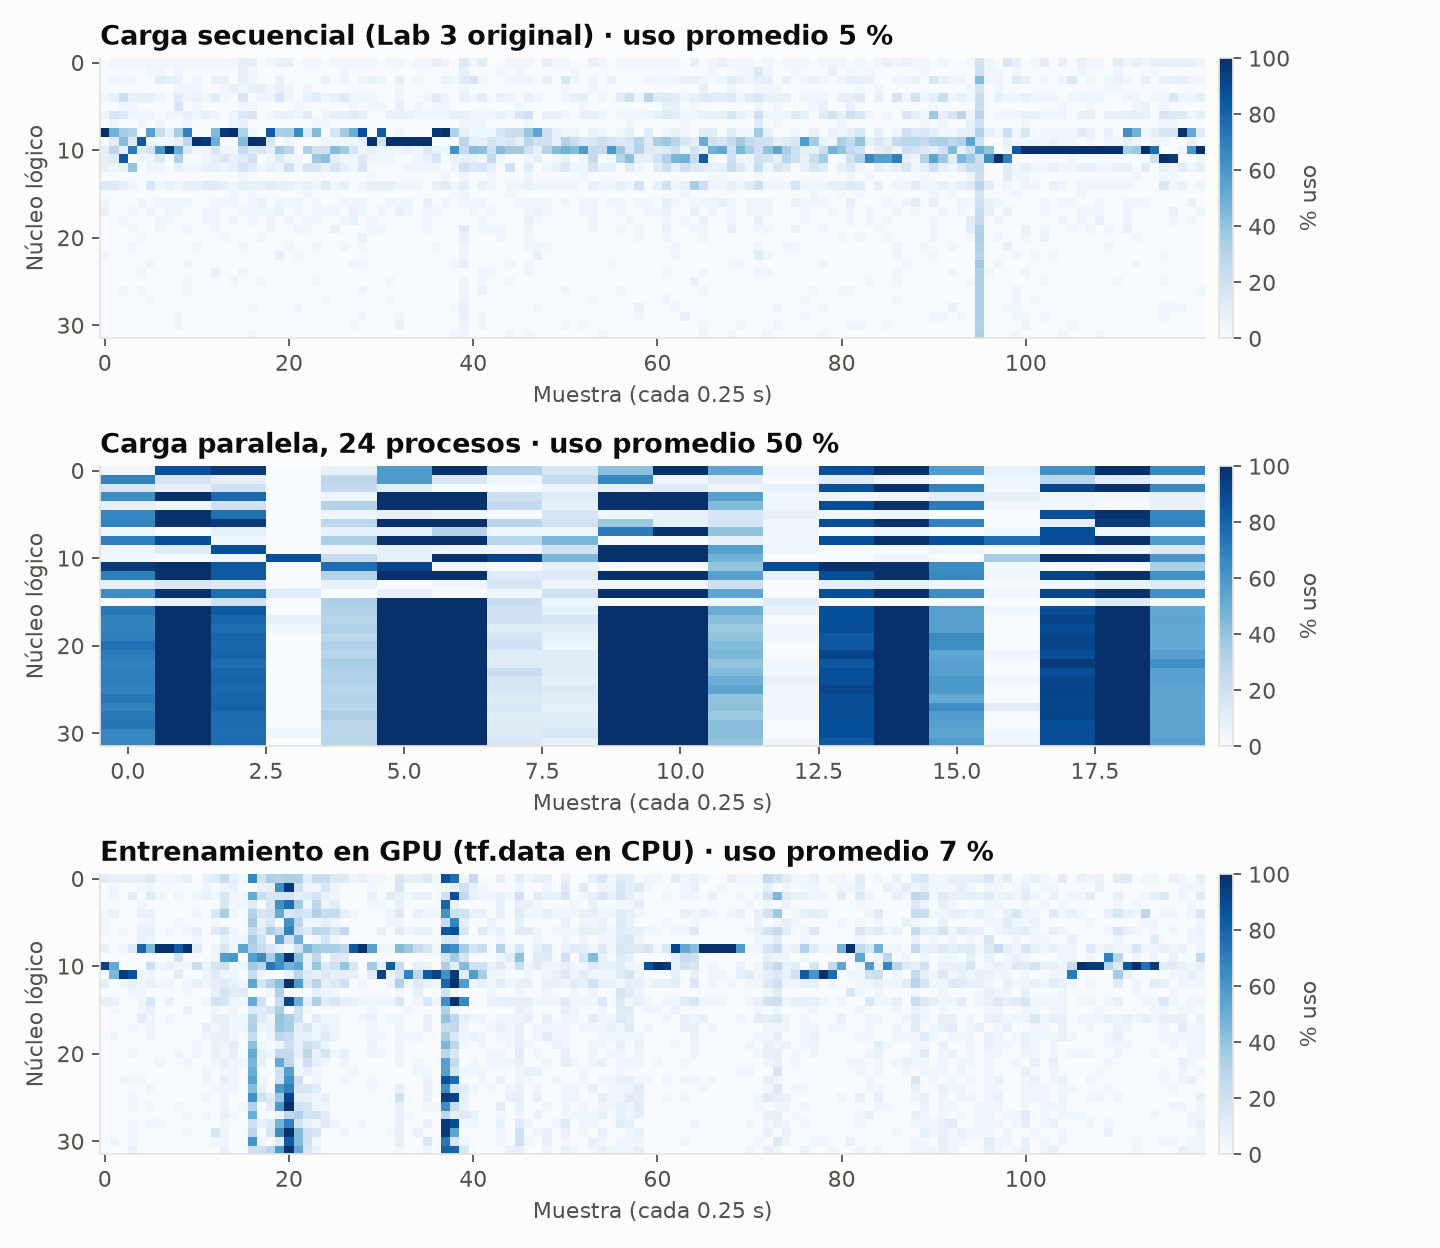 Carga secuencial (Lab 3 original) · uso promedio 5 %
0
10
20
30
Núcleo lógico
0 20 40 60 80 100
Muestra (cada 0.25 s)
100
80
60
40
20
0
% uso
Carga paralela, 24 procesos · uso promedio 50 %
0
10
20
30
Núcleo lógico
0.0 2.5 5.0 7.5 10.0 12.5 15.0 17.5
Muestra (cada 0.25 s)
100
80
60
40
20
0
% uso
Entrenamiento en GPU (tf.data en CPU) · uso promedio 7 %
0
10
20
30
Núcleo lógico
0 20 40 60 80 100
Muestra (cada 0.25 s)
100
80
60
40
20
0
% uso